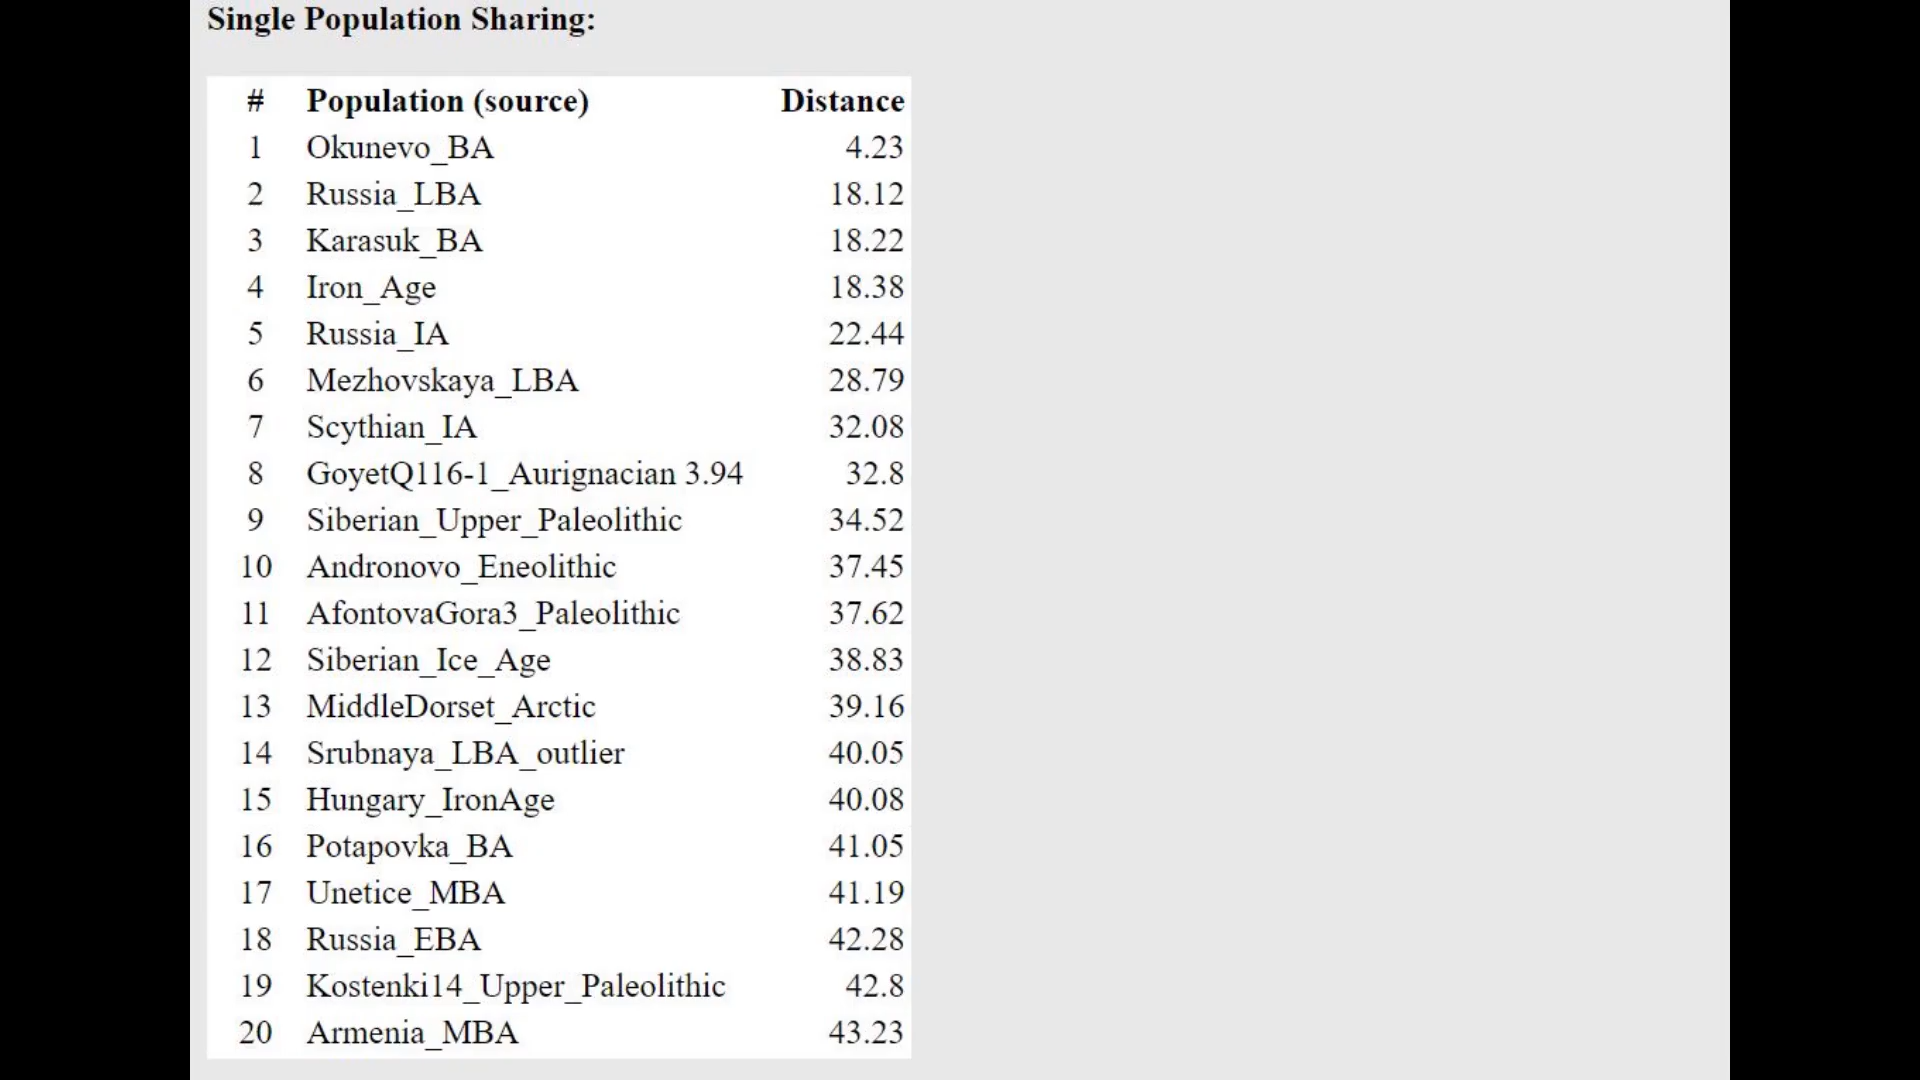 Single Population Sharing:
# Population (source) Distance
1 Okunevo_BA 4.23
2 Russia_LBA 18.12
3 Karasuk_BA 18.22
4 Iron_Age 18.38
5 Russia_IA 22.44
6 Mezhovskaya_LBA 28.79
7 Scythian_IA 32.08
8 GoyetQ116-1_Aurignacian 3.94 32.8
9 Siberian_Upper_Paleolithic 34.52
10 Andronovo_Eneolithic 37.45
11 AfontovaGora3_Paleolithic 37.62
12 Siberian_Ice_Age 38.83
13 MiddleDorset_Arctic 39.16
14 Srubnaya_LBA_outlier 40.05
15 Hungary_IronAge 40.08
16 Potapovka_BA 41.05
17 Unetice_MBA 41.19
18 Russia_EBA 42.28
19 Kostenki14_Upper_Paleolithic 42.8
20 Armenia_MBA 43.23